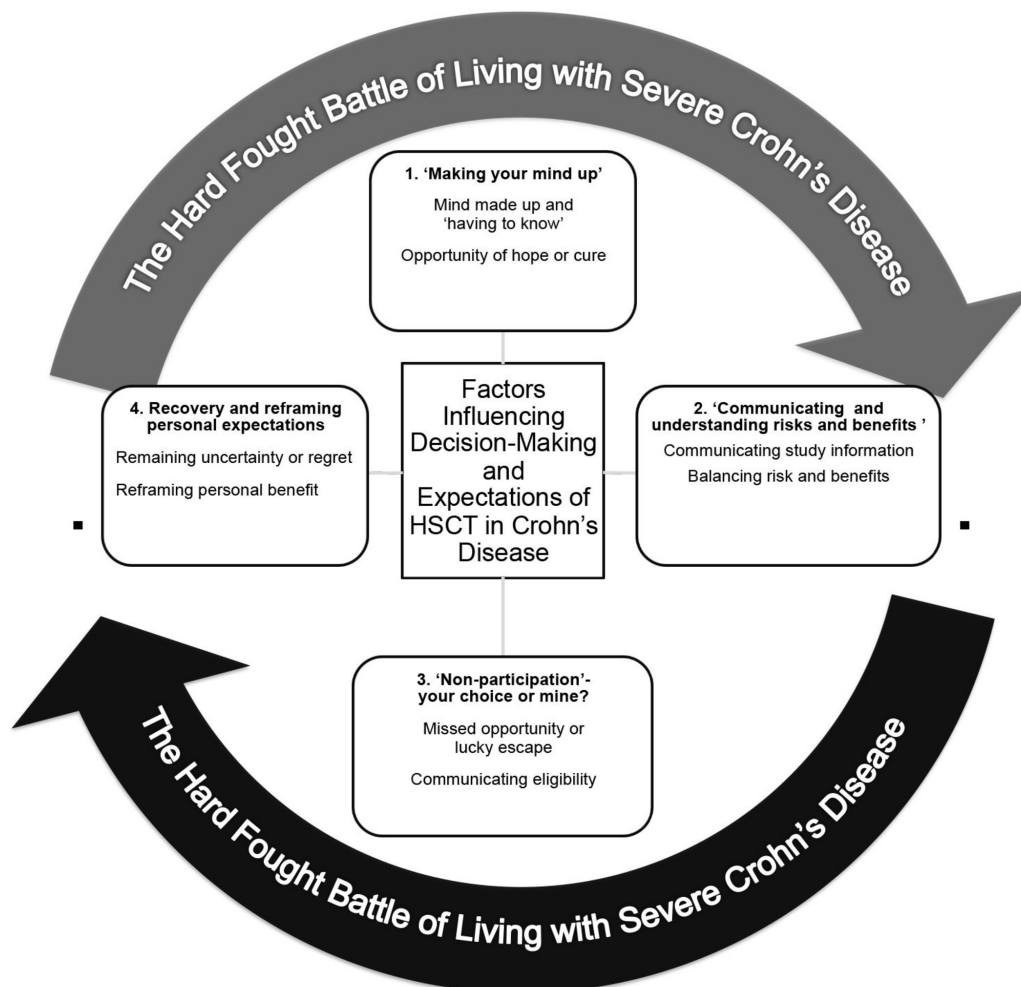 The Hard Fought Battle of Living with Severe Crohn’s Disease
1. ‘Making your mind up’
Mind made up and
‘having to know’
Opportunity of hope or cure
4. Recovery and reframing
personal expectations
Remaining uncertainty or regret
Reframing personal benefit
Factors
Influencing
Decision-Making
and
Expectations of
HSCT in Crohn’s
Disease
2. ‘Communicating and
understanding risks and benefits ’
Communicating study information
Balancing risk and benefits
3. ‘Non-participation’-
your choice or mine?
Missed opportunity or
lucky escape
Communicating eligibility
The Hard Fought Battle of Living with Severe Crohn’s Disease